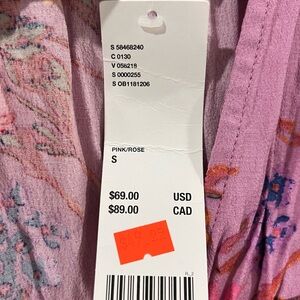 S 58468240
C 0130
V 056218
S 0000255
S OB1181206
PINK/ROSE
S
$69.00 USD
$89.00 CAD